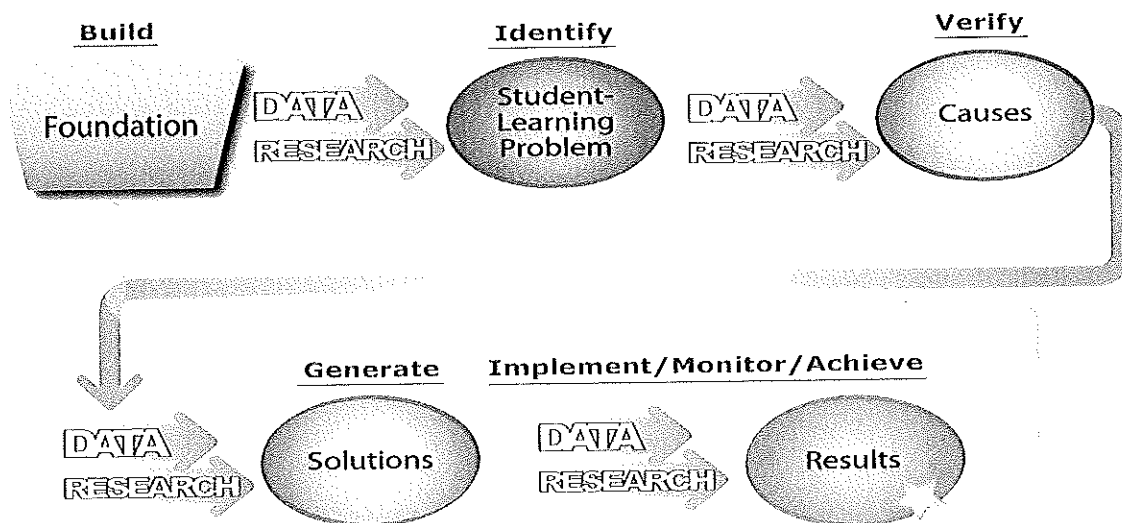 Build
Identify
Verify
Foundation
DATA
RESEARCH
Student-
Learning
Problem
DATA
RESEARCH
Causes
Generate
Implement/Monitor/Achieve
DATA
RESEARCH
Solutions
DATA
RESEARCH
Results